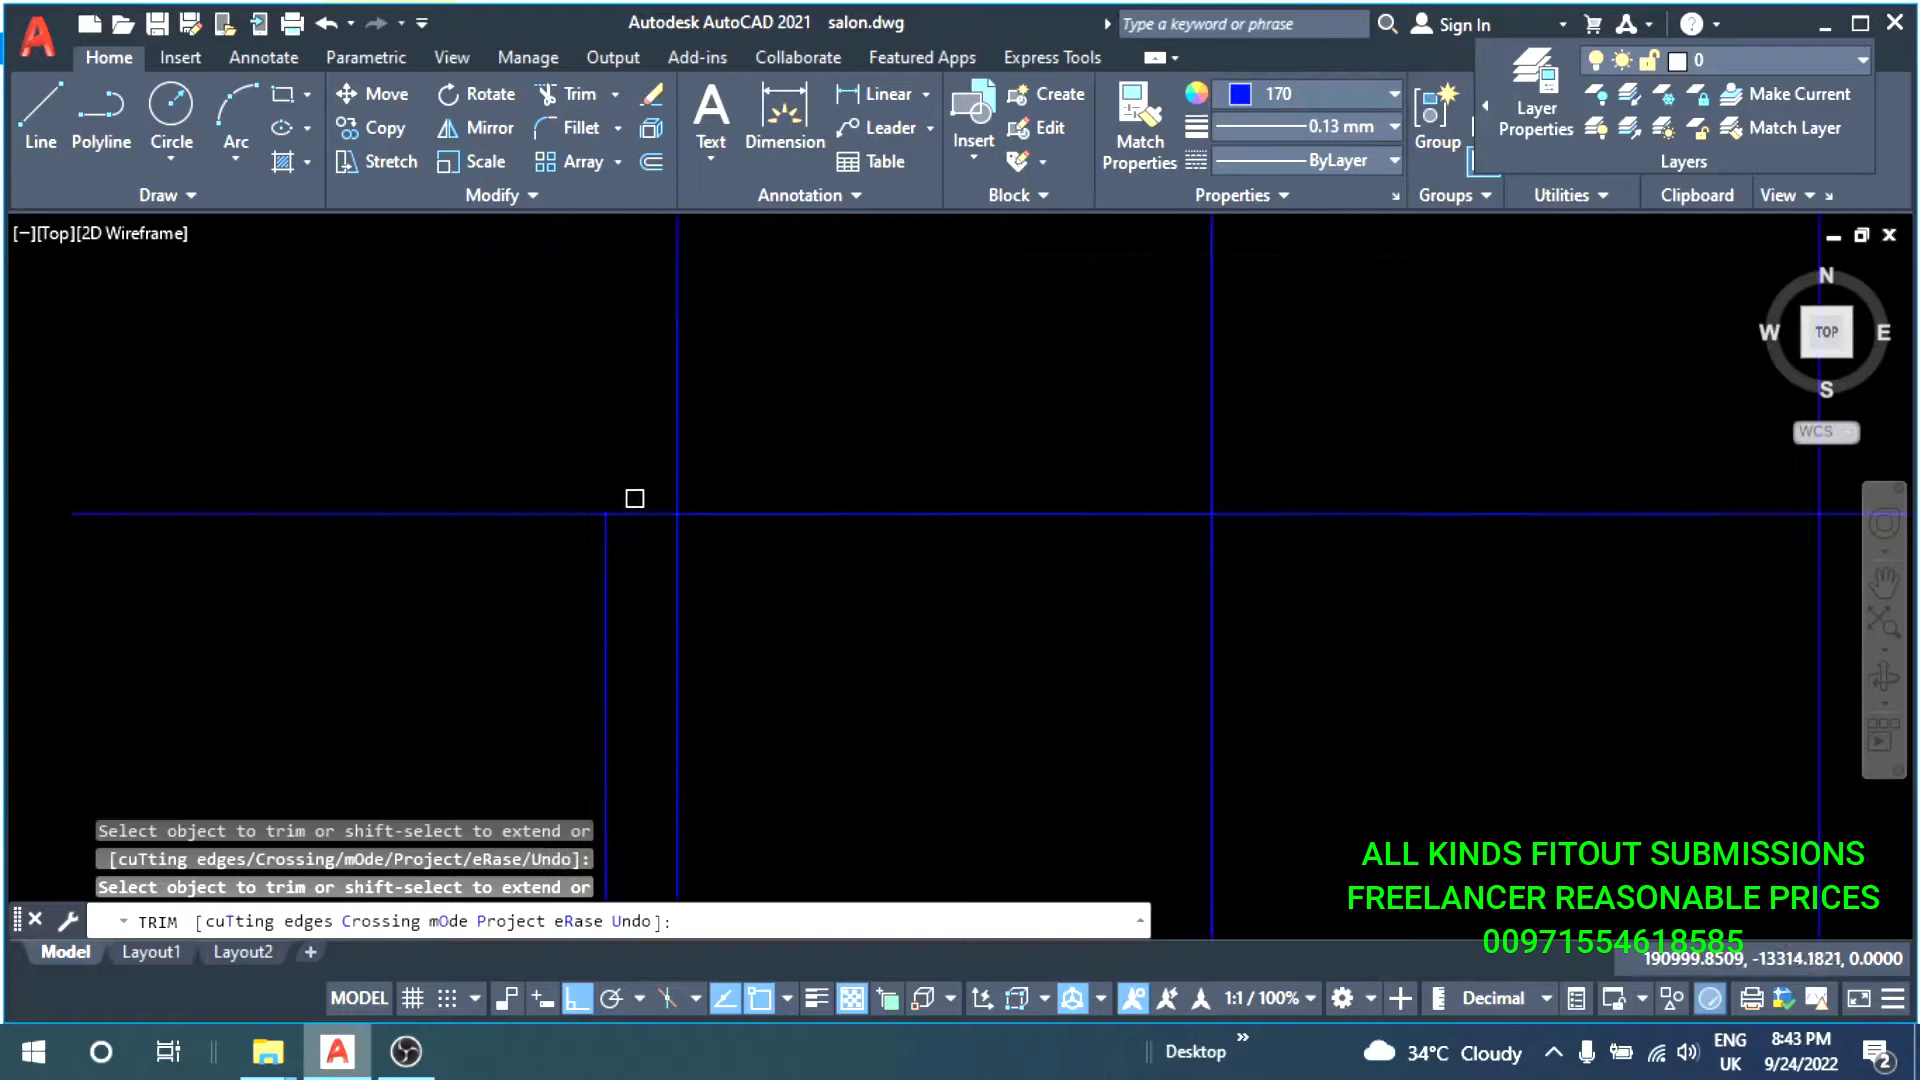 Autodesk AutoCAD 2021 salon.dwg
Type a keyword or phrase
Sign In
Home Insert Annotate Parametric View Manage Output Add-ins Collaborate Featured Apps Express Tools
Line Polyline Circle Arc
Move Rotate Trim
Copy Mirror Fillet
Stretch Scale Array
Text Dimension
Linear
Leader
Table
Insert
Create
Edit
Match Properties
170
0.13 mm
ByLayer
Group
Layer Properties
0
Make Current
Match Layer
Layers
Draw Modify Annotation Block Properties Groups Utilities Clipboard View
[−][Top][2D Wireframe]
N
W TOP E
S
WCS
Select object to trim or shift-select to extend or
[cuTting edges/Crossing/mOde/Project/eRase/Undo]:
Select object to trim or shift-select to extend or
TRIM [cuTting edges Crossing mOde Project eRase Undo]:
ALL KINDS FITOUT SUBMISSIONS
FREELANCER REASONABLE PRICES
00971554618585
Model Layout1 Layout2 +
190999.8509, -13314.1821, 0.0000
MODEL 1:1 / 100% Decimal
Desktop
34°C Cloudy
ENG
UK
8:43 PM
9/24/2022
2